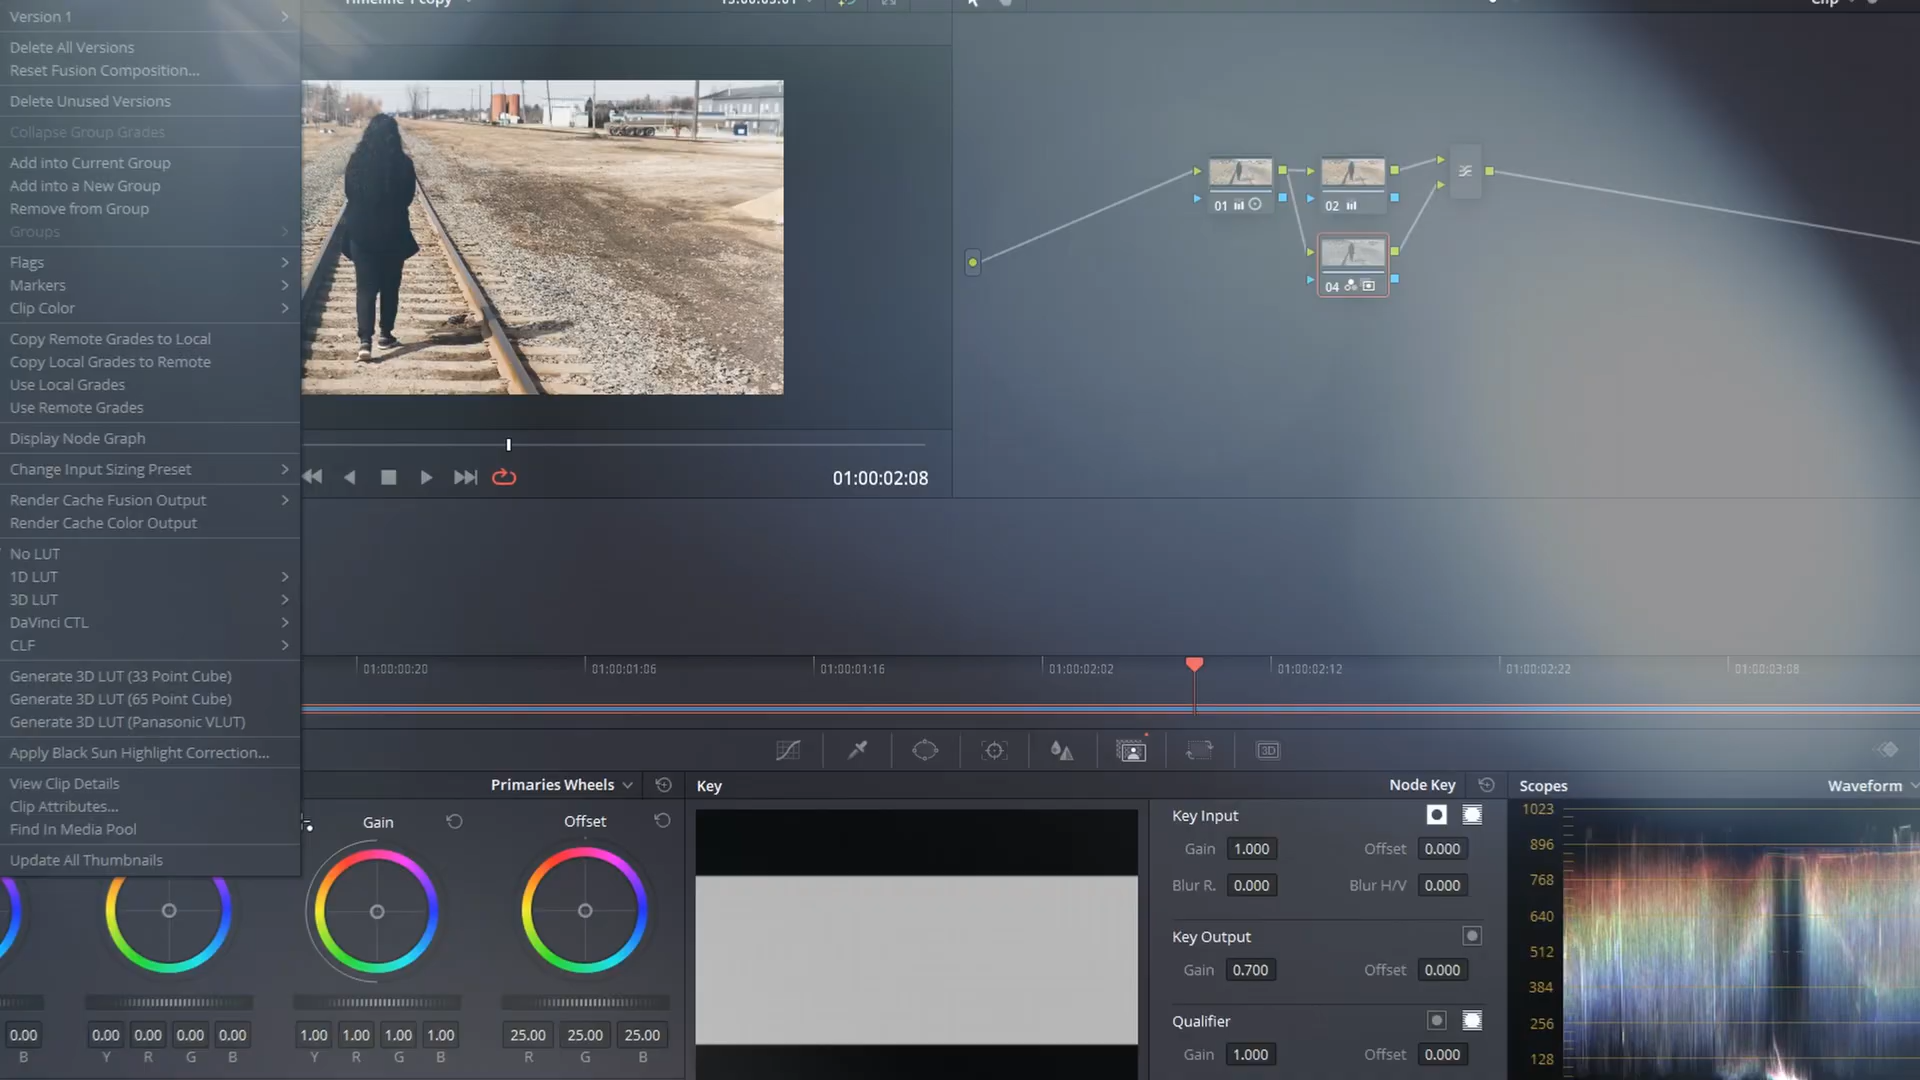 Version 1
Delete All Versions
Reset Fusion Composition...
Delete Unused Versions
Collapse Group Grades
Add into Current Group
Add into a New Group
Remove from Group
Groups
Flags
Markers
Clip Color
Copy Remote Grades to Local
Copy Local Grades to Remote
Use Local Grades
Use Remote Grades
Display Node Graph
Change Input Sizing Preset
Render Cache Fusion Output
Render Cache Color Output
No LUT
1D LUT
3D LUT
DaVinci CTL
CLF
Generate 3D LUT (33 Point Cube)
Generate 3D LUT (65 Point Cube)
Generate 3D LUT (Panasonic VLUT)
Apply Black Sun Highlight Correction...
View Clip Details
Clip Attributes...
Find In Media Pool
Update All Thumbnails
Timeline 1 copy
Clip
01
02
04
01:00:02:08
01:00:00:20 01:00:01:06 01:00:01:16 01:00:02:02 01:00:02:12 01:00:02:22 01:00:03:08
3D
Primaries Wheels
Gain Offset
0.00 0.00 0.00 0.00 0.00 1.00 1.00 1.00 1.00 25.00 25.00 25.00
B Y R G B Y R G B R G B
Key
Node Key
Key Input
Gain 1.000 Offset 0.000
Blur R. 0.000 Blur H/V 0.000
Key Output
Gain 0.700 Offset 0.000
Qualifier
Gain 1.000 Offset 0.000
Scopes
Waveform
1023
896
768
640
512
384
256
128